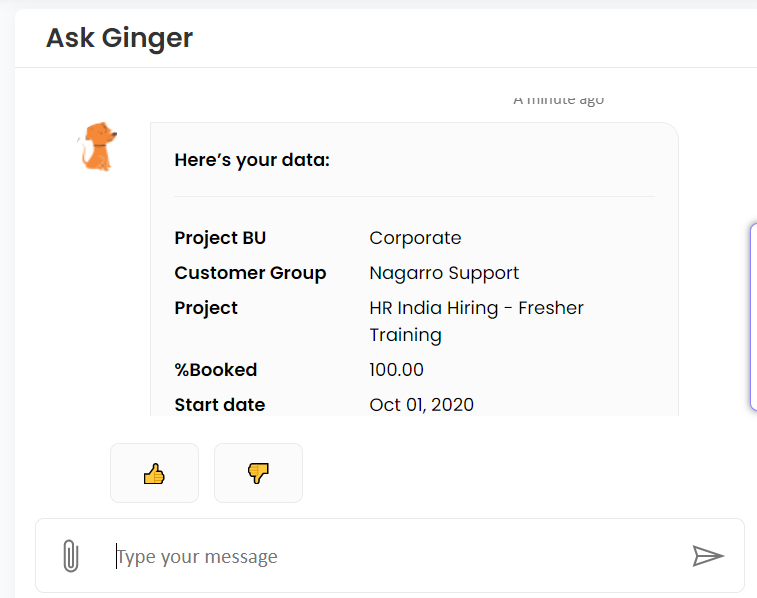 Ask Ginger
A minute ago
Here's your data:
Project BU Corporate
Customer Group Nagarro Support
Project HR India Hiring - Fresher
Training
%Booked 100.00
Start date Oct 01, 2020
Type your message